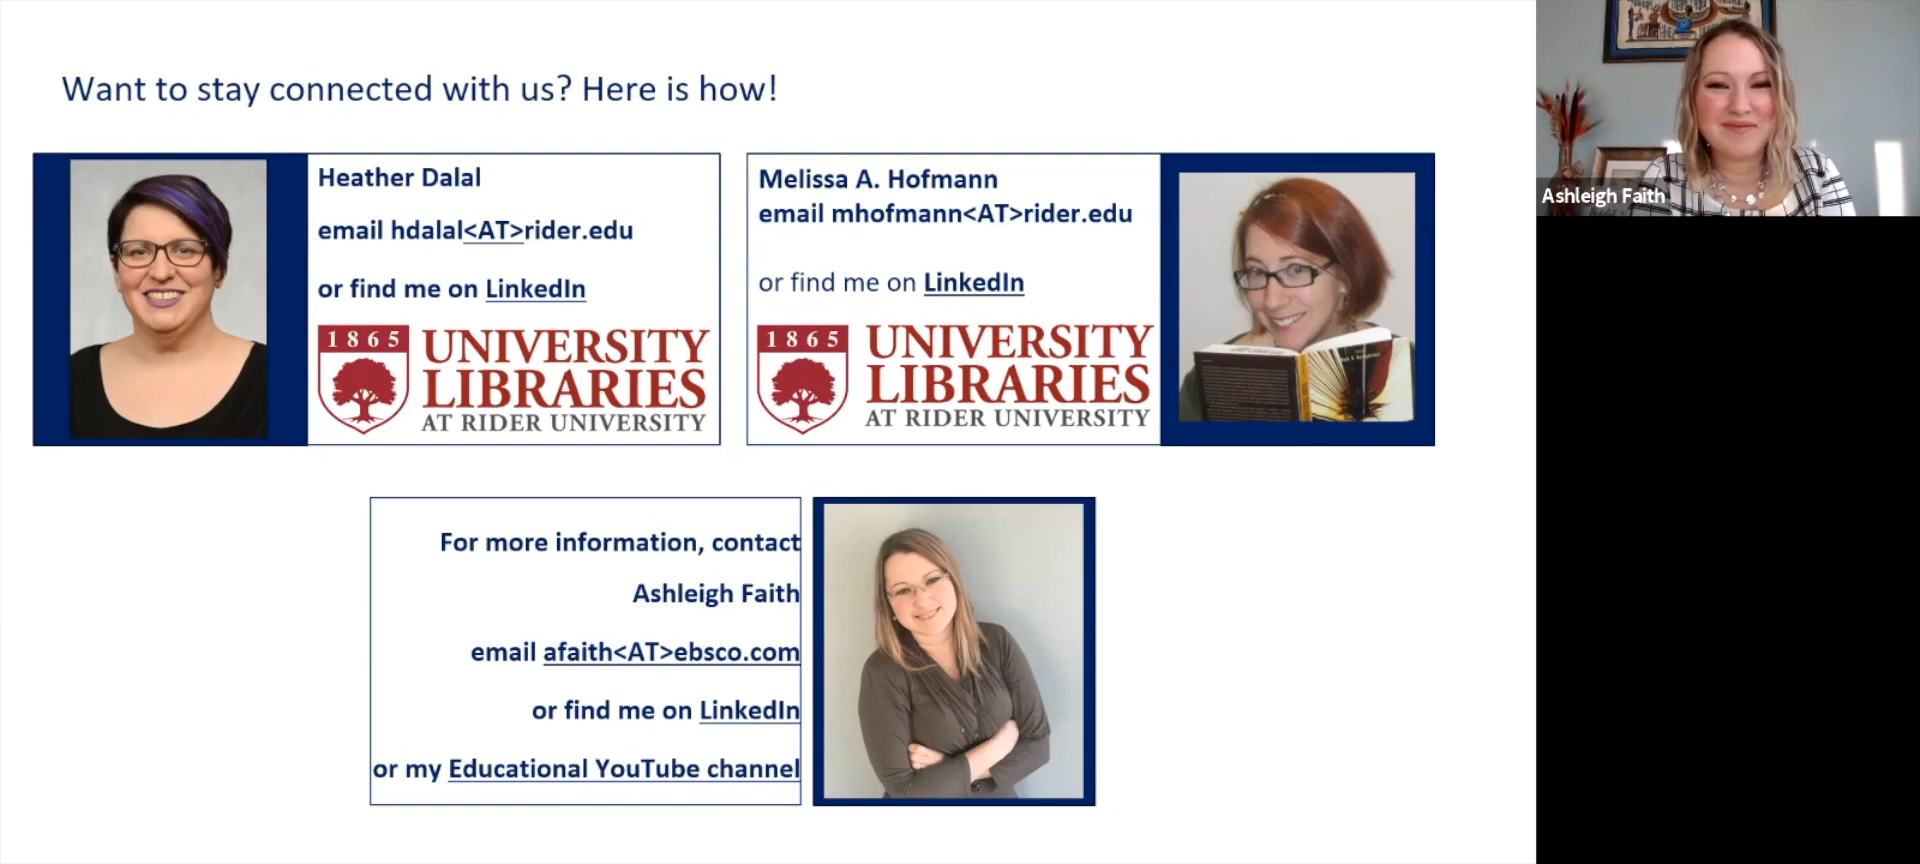 Want to stay connected with us? Here is how!
Heather Dalal
email hdalal<AT>rider.edu
or find me on LinkedIn
1865
UNIVERSITY
LIBRARIES
AT RIDER UNIVERSITY
Melissa A. Hofmann
email mhofmann<AT>rider.edu
or find me on LinkedIn
1865
UNIVERSITY
LIBRARIES
AT RIDER UNIVERSITY
For more information, contact
Ashleigh Faith
email afaith<AT>ebsco.com
or find me on LinkedIn
or my Educational YouTube channel
Ashleigh Faith